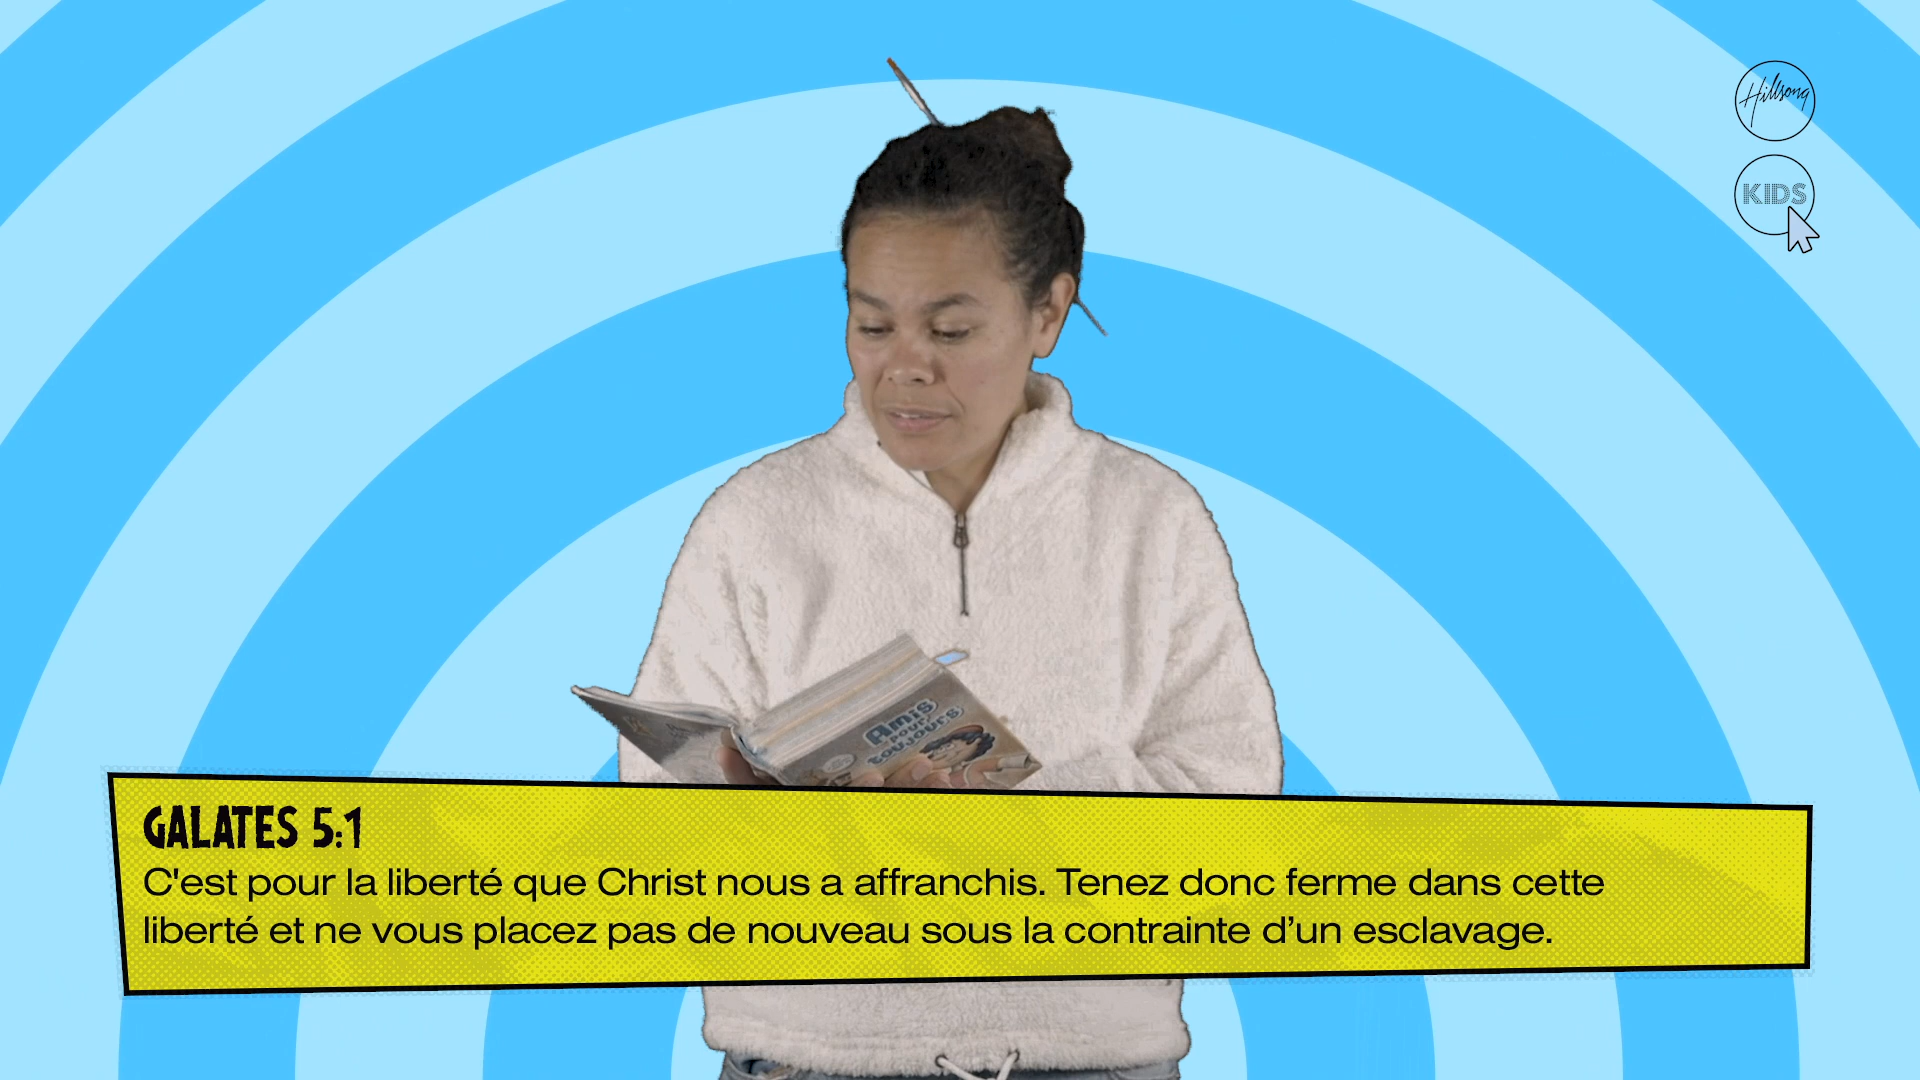 Hillsong
KIDS
Amis
pour
toujours
GALATES 5:1
C'est pour la liberté que Christ nous a affranchis. Tenez donc ferme dans cette
liberté et ne vous placez pas de nouveau sous la contrainte d’un esclavage.